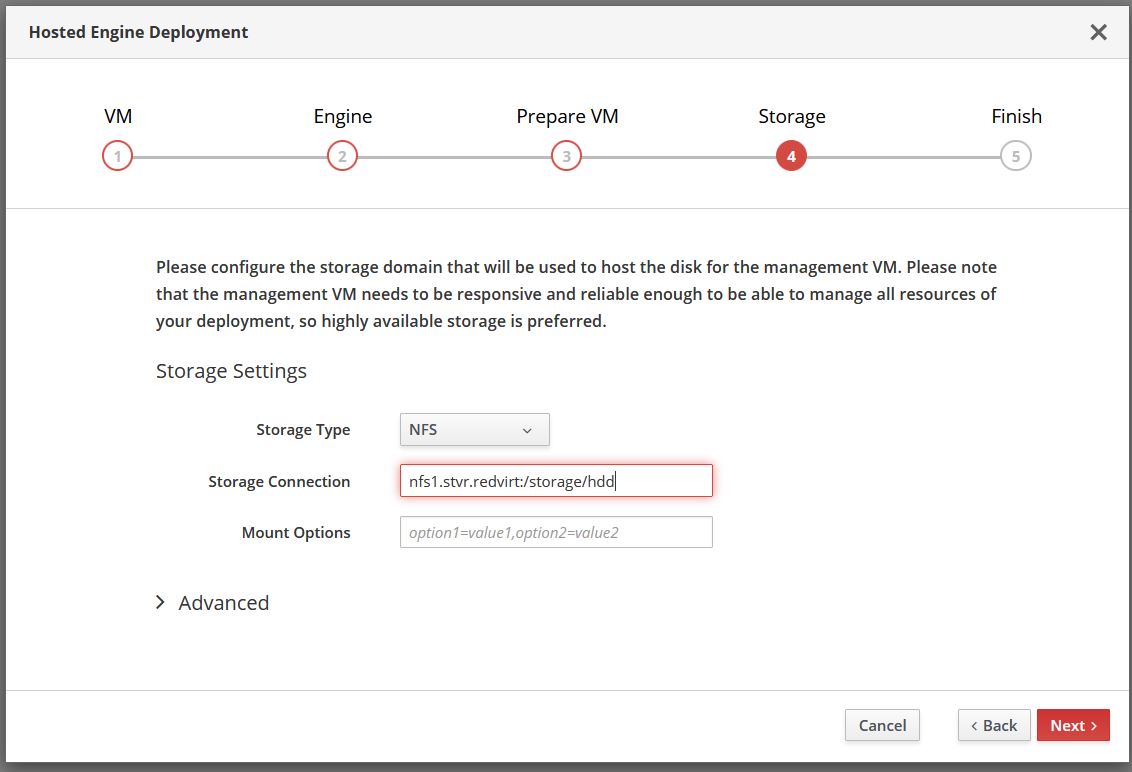 Hosted Engine Deployment
VM
Engine
Prepare VM
Storage
Finish
1
2
3
4
5
Please configure the storage domain that will be used to host the disk for the management VM. Please note
that the management VM needs to be responsive and reliable enough to be able to manage all resources of
your deployment, so highly available storage is preferred.
Storage Settings
Storage Type
NFS
Storage Connection
nfs1.stvr.redvirt:/storage/hdd
Mount Options
option1=value1,option2=value2
Advanced
Cancel
Back
Next